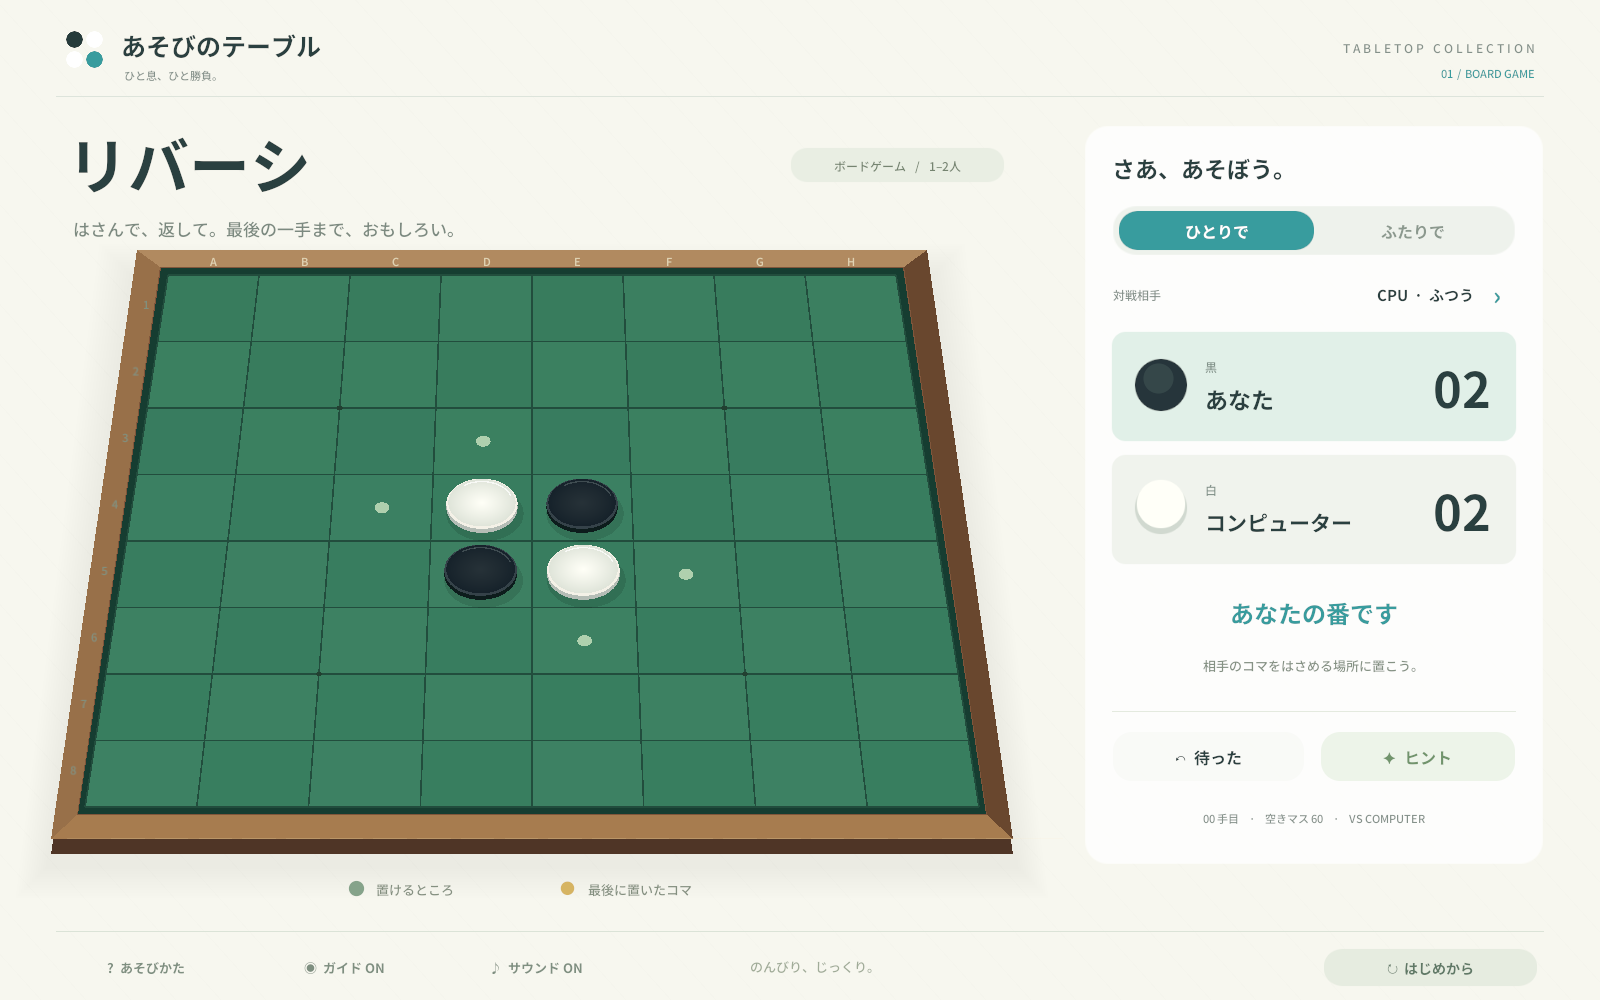 あそびのテーブル
ひと息、ひと勝負。
TABLETOP COLLECTION
01 / BOARD GAME
リバーシ
ボードゲーム / 1–2人
はさんで、返して。最後の一手まで、おもしろい。
A B C D E F G H
1
2
3
4
5
6
7
8
置けるところ
最後に置いたコマ
さあ、あそぼう。
ひとりで
ふたりで
対戦相手
CPU · ふつう ›
黒
あなた
02
白
コンピューター
02
あなたの番です
相手のコマをはさめる場所に置こう。
待った
ヒント
00 手目 · 空きマス 60 · VS COMPUTER
? あそびかた
ガイド ON
♪ サウンド ON
のんびり、じっくり。
はじめから